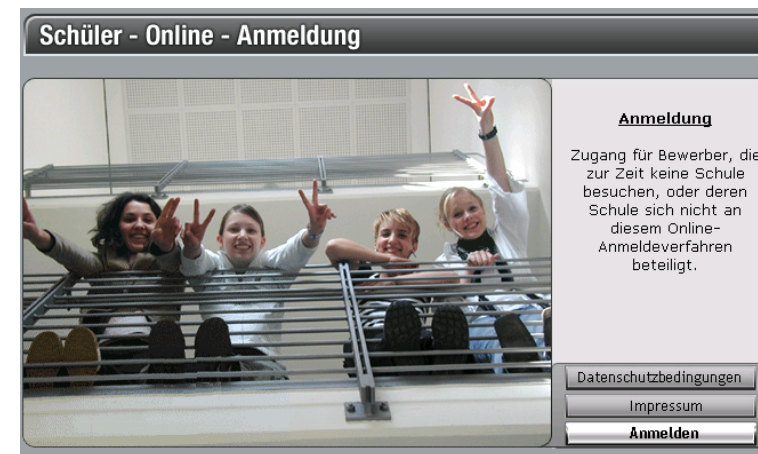 Schüler - Online - Anmeldung
Anmeldung
Zugang für Bewerber, die
zur Zeit keine Schule
besuchen, oder deren
Schule sich nicht an
diesem Online-
Anmeldeverfahren
beteiligt.
Datenschutzbedingungen
Impressum
Anmelden